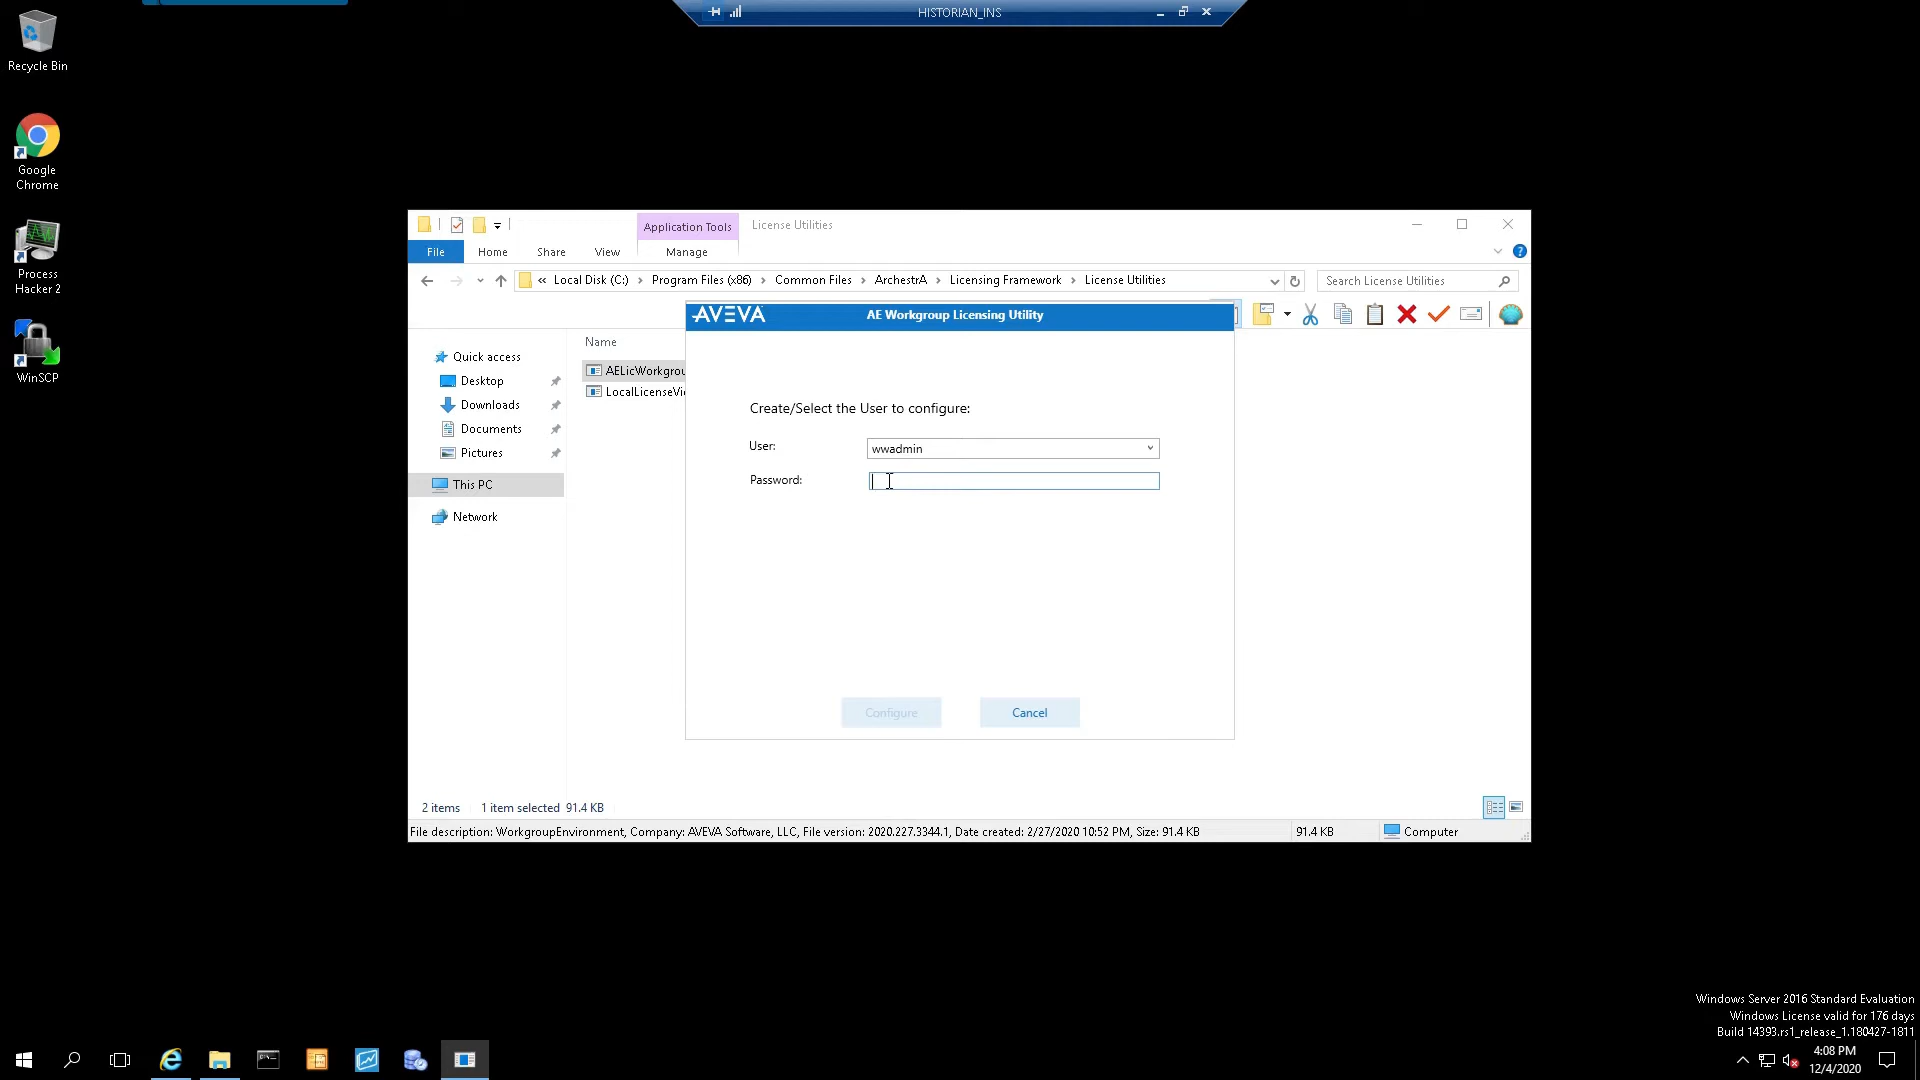 HISTORIAN_INS
Recycle Bin
Google
Chrome
Process
Hacker 2
WinSCP
Application Tools
License Utilities
File
Home
Share
View
Manage
« Local Disk (C:) > Program Files (x86) > Common Files > ArchestrA > Licensing Framework > License Utilities
Search License Utilities
AVEVA
AE Workgroup Licensing Utility
Name
Quick access
Desktop
Downloads
Documents
Pictures
This PC
Network
AELicWorkgrou
LocalLicenseVi
Create/Select the User to configure:
User:
wwadmin
Password:
Configure
Cancel
2 items
1 item selected 91.4 KB
File description: WorkgroupEnvironment, Company: AVEVA Software, LLC, File version: 2020.227.3344.1, Date created: 2/27/2020 10:52 PM, Size: 91.4 KB
91.4 KB
Computer
Windows Server 2016 Standard Evaluation
Windows License valid for 176 days
Build 14393.rs1_release_1.180427-1811
4:08 PM
12/4/2020